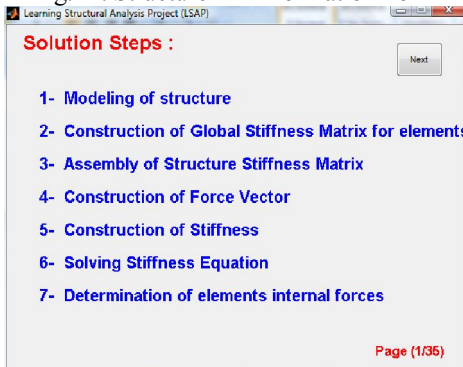 Learning Structural Analysis Project (LSAP)
Solution Steps :
Next
1- Modeling of structure
2- Construction of Global Stiffness Matrix for elements
3- Assembly of Structure Stiffness Matrix
4- Construction of Force Vector
5- Construction of Stiffness
6- Solving Stiffness Equation
7- Determination of elements internal forces
Page (1/35)